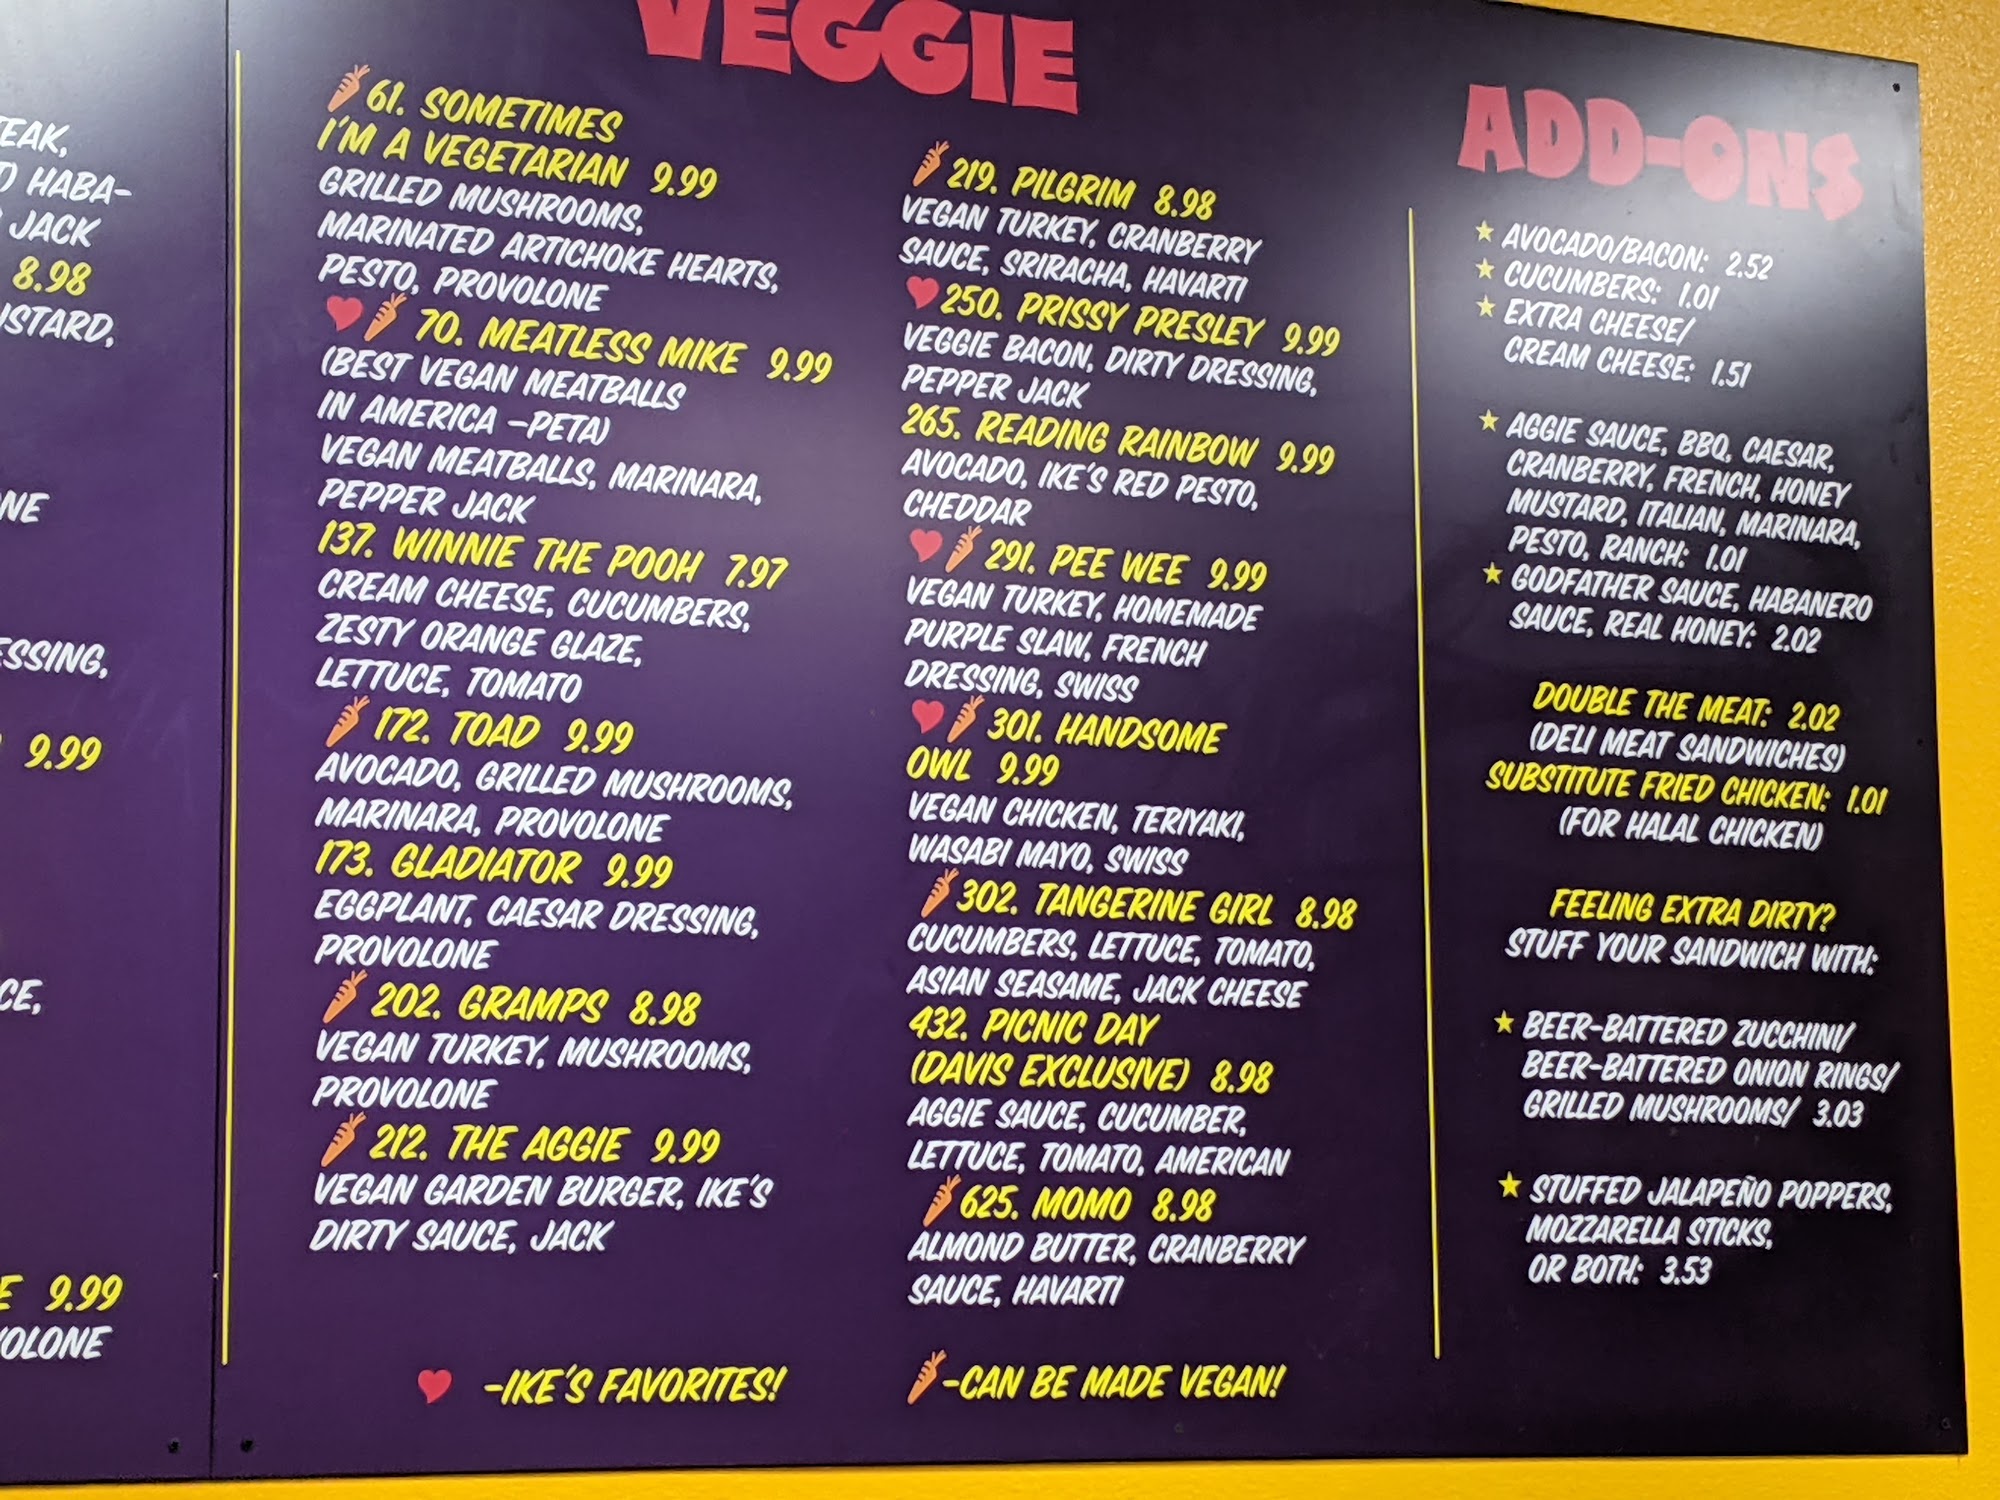 TEAK,
HABA-
JACK
8.98
USTARD,
ESSING,
9.99
9.99
VEGGIE
61. SOMETIMES
I'M A VEGETARIAN 9.99
GRILLED MUSHROOMS,
MARINATED ARTICHOKE HEARTS,
PESTO, PROVOLONE
70. MEATLESS MIKE 9.99
(BEST VEGAN MEATBALLS
IN AMERICA -PETA)
VEGAN MEATBALLS, MARINARA,
PEPPER JACK
137. WINNIE THE POOH 7.97
CREAM CHEESE, CUCUMBERS,
ZESTY ORANGE GLAZE,
LETTUCE, TOMATO
172. TOAD 9.99
AVOCADO, GRILLED MUSHROOMS,
MARINARA, PROVOLONE
173. GLADIATOR 9.99
EGGPLANT, CAESAR DRESSING,
PROVOLONE
202. GRAMPS 8.98
VEGAN TURKEY, MUSHROOMS,
PROVOLONE
212. THE AGGIE 9.99
VEGAN GARDEN BURGER, IKE'S
DIRTY SAUCE, JACK
219. PILGRIM 8.98
VEGAN TURKEY, CRANBERRY
SAUCE, SRIRACHA, HAVARTI
250. PRISSY PRESLEY 9.99
VEGGIE BACON, DIRTY DRESSING,
PEPPER JACK
265. READING RAINBOW 9.99
AVOCADO, IKE'S RED PESTO,
CHEDDAR
291. PEE WEE 9.99
VEGAN TURKEY, HOMEMADE
PURPLE SLAW, FRENCH
DRESSING, SWISS
301. HANDSOME
OWL 9.99
VEGAN CHICKEN, TERIYAKI,
WASABI MAYO, SWISS
302. TANGERINE GIRL 8.98
CUCUMBERS, LETTUCE, TOMATO,
ASIAN SEASAME, JACK CHEESE
432. PICNIC DAY
(DAVIS EXCLUSIVE) 8.98
AGGIE SAUCE, CUCUMBER,
LETTUCE, TOMATO, AMERICAN
625. MOMO 8.98
ALMOND BUTTER, CRANBERRY
SAUCE, HAVARTI
-IKE'S FAVORITES!
-CAN BE MADE VEGAN!
ADD-ONS
★ AVOCADO/BACON: 2.52
★ CUCUMBERS: 1.01
★ EXTRA CHEESE/
CREAM CHEESE: 1.51
★ AGGIE SAUCE, BBQ, CAESAR,
CRANBERRY, FRENCH, HONEY
MUSTARD, ITALIAN, MARINARA,
PESTO, RANCH: 1.01
★ GODFATHER SAUCE, HABANERO
SAUCE, REAL HONEY: 2.02
DOUBLE THE MEAT: 2.02
(DELI MEAT SANDWICHES)
SUBSTITUTE FRIED CHICKEN: 1.01
(FOR HALAL CHICKEN)
FEELING EXTRA DIRTY?
STUFF YOUR SANDWICH WITH:
★ BEER-BATTERED ZUCCHINI/
BEER-BATTERED ONION RINGS/
GRILLED MUSHROOMS/ 3.03
★ STUFFED JALAPEÑO POPPERS,
MOZZARELLA STICKS,
OR BOTH: 3.53